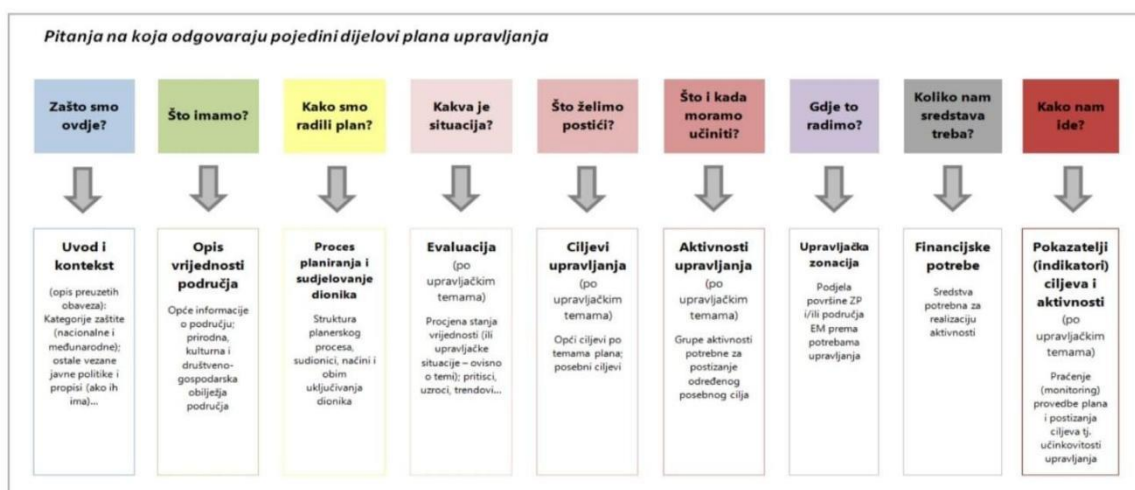 Pitanja na koja odgovaraju pojedini dijelovi plana upravljanja
Zašto smo
ovdje?
Što imamo?
Kako smo
radili plan?
Kakva je
situacija?
Što želimo
postići?
Što i kada
moramo
učiniti?
Gdje to
radimo?
Koliko nam
sredstava
treba?
Kako nam
ide?
Uvod i
kontekst
(opis preuzetih
obaveza):
Kategorije zaštite
(nacionalne i
međunarodne);
ostale vezane
javne politike i
propisi (ako ih
ima)...
Opis
vrijednosti
područja
Opće informacije
o području;
prirodna,
kulturna i
društveno-
gospodarska
obilježja
područja
Proces
planiranja i
sudjelovanje
dionika
Struktura
planerskog
procesa,
sudionici, načini i
obim
uključivanja
dionika
Evaluacija
(po
upravljačkim
temama)
Procjena stanja
vrijednosti (ili
upravljačke
situacije – ovisno
o temi); pritisci,
uzroci, trendovi...
Ciljevi
upravljanja
(po
upravljačkim
temama)
Opći ciljevi po
temama plana;
posebni ciljevi
Aktivnosti
upravljanja
(po
upravljačkim
temama)
Grupe aktivnosti
potrebne za
postizanje
određenog
posebnog cilja
Upravljačka
zonacija
Podjela
površine ZP
i/ili područja
EM prema
potrebama
upravljanja
Financijske
potrebe
Sredstva
potrebna za
realizaciju
aktivnosti
Pokazatelji
(indikatori)
ciljeva i
aktivnosti
(po
upravljačkim
temama)
Praćenje
(monitoring)
provedbe plana
i postizanja
ciljeva tj.
učinkovitosti
upravljanja